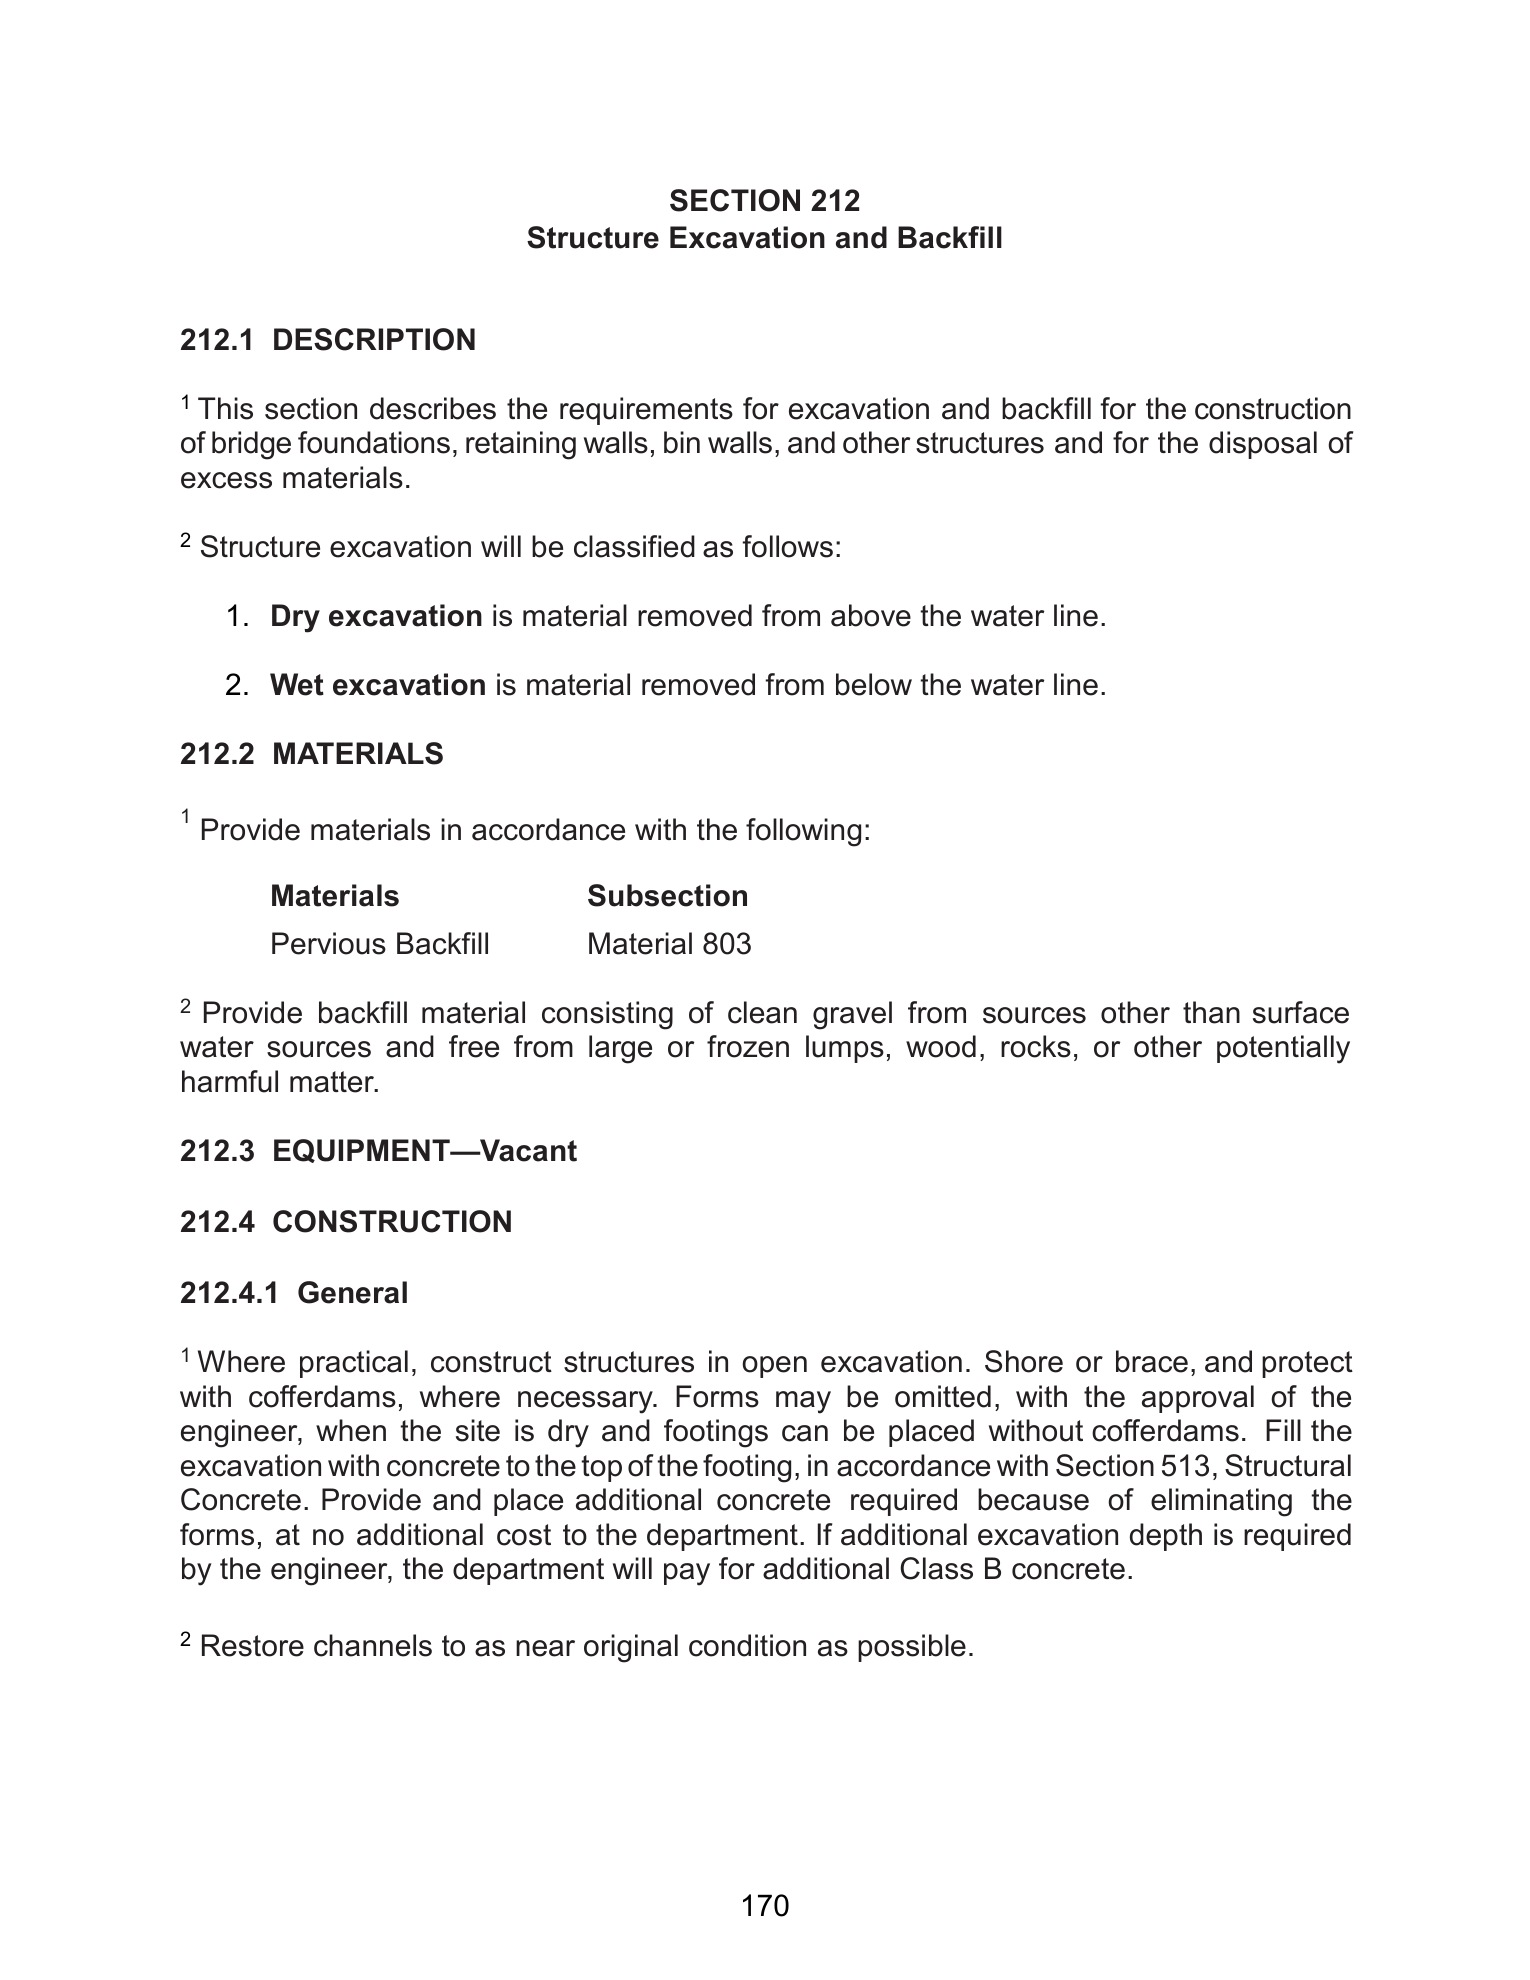 SECTION 212
Structure Excavation and Backfill
212.1 DESCRIPTION
1 This section describes the requirements for excavation and backfill for the construction
of bridge foundations, retaining walls, bin walls, and other structures and for the disposal of
excess materials.
2 Structure excavation will be classified as follows:
1. Dry excavation is material removed from above the water line.
2. Wet excavation is material removed from below the water line.
212.2 MATERIALS
1 Provide materials in accordance with the following:
Materials Subsection
Pervious Backfill Material 803
2 Provide backfill material consisting of clean gravel from sources other than surface
water sources and free from large or frozen lumps, wood, rocks, or other potentially
harmful matter.
212.3 EQUIPMENT—Vacant
212.4 CONSTRUCTION
212.4.1 General
1 Where practical, construct structures in open excavation. Shore or brace, and protect
with cofferdams, where necessary. Forms may be omitted, with the approval of the
engineer, when the site is dry and footings can be placed without cofferdams. Fill the
excavation with concrete to the top of the footing, in accordance with Section 513, Structural
Concrete. Provide and place additional concrete required because of eliminating the
forms, at no additional cost to the department. If additional excavation depth is required
by the engineer, the department will pay for additional Class B concrete.
2 Restore channels to as near original condition as possible.
170